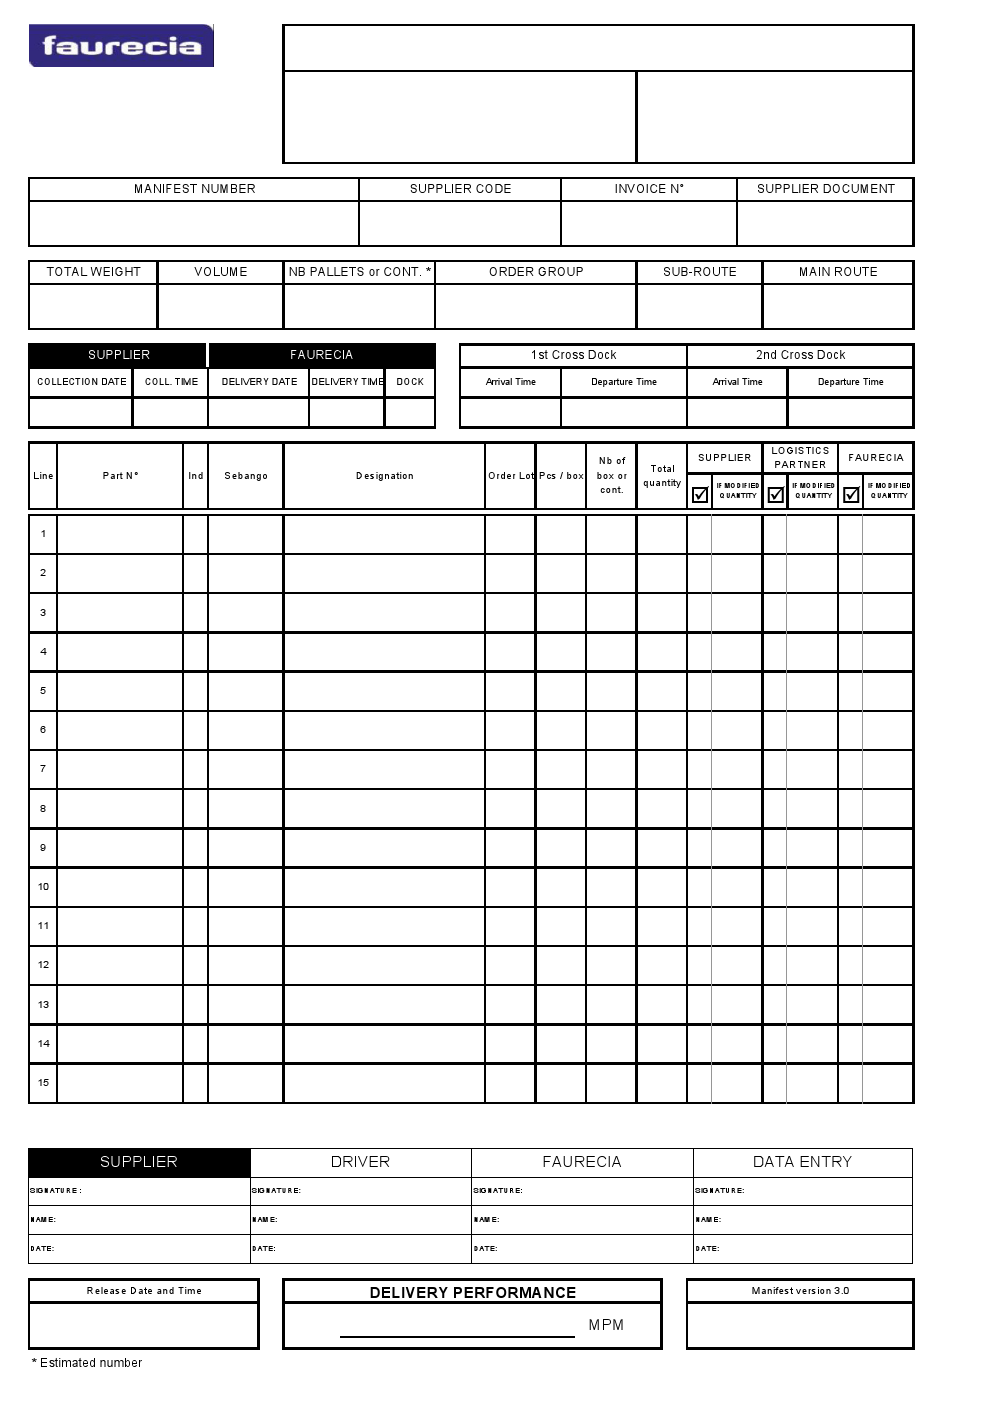 faurecia
MANIFEST NUMBER SUPPLIER CODE INVOICE N° SUPPLIER DOCUMENT
TOTAL WEIGHT VOLUME NB PALLETS or CONT. * ORDER GROUP SUB-ROUTE MAIN ROUTE
SUPPLIER FAURECIA 1st Cross Dock 2nd Cross Dock
COLLECTION DATE COLL. TIME DELIVERY DATE DELIVERY TIME DOCK Arrival Time Departure Time Arrival Time Departure Time
Line Part N° Ind Sebango Designation Order Lot Pcs / box Nb of box or cont. Total quantity SUPPLIER LOGISTICS PARTNER FAURECIA
IF MODIFIED QUANTITY IF MODIFIED QUANTITY IF MODIFIED QUANTITY
1
2
3
4
5
6
7
8
9
10
11
12
13
14
15
SUPPLIER DRIVER FAURECIA DATA ENTRY
SIGNATURE : SIGNATURE: SIGNATURE: SIGNATURE:
NAME: NAME: NAME: NAME:
DATE: DATE: DATE: DATE:
Release Date and Time DELIVERY PERFORMANCE Manifest version 3.0
MPM
* Estimated number